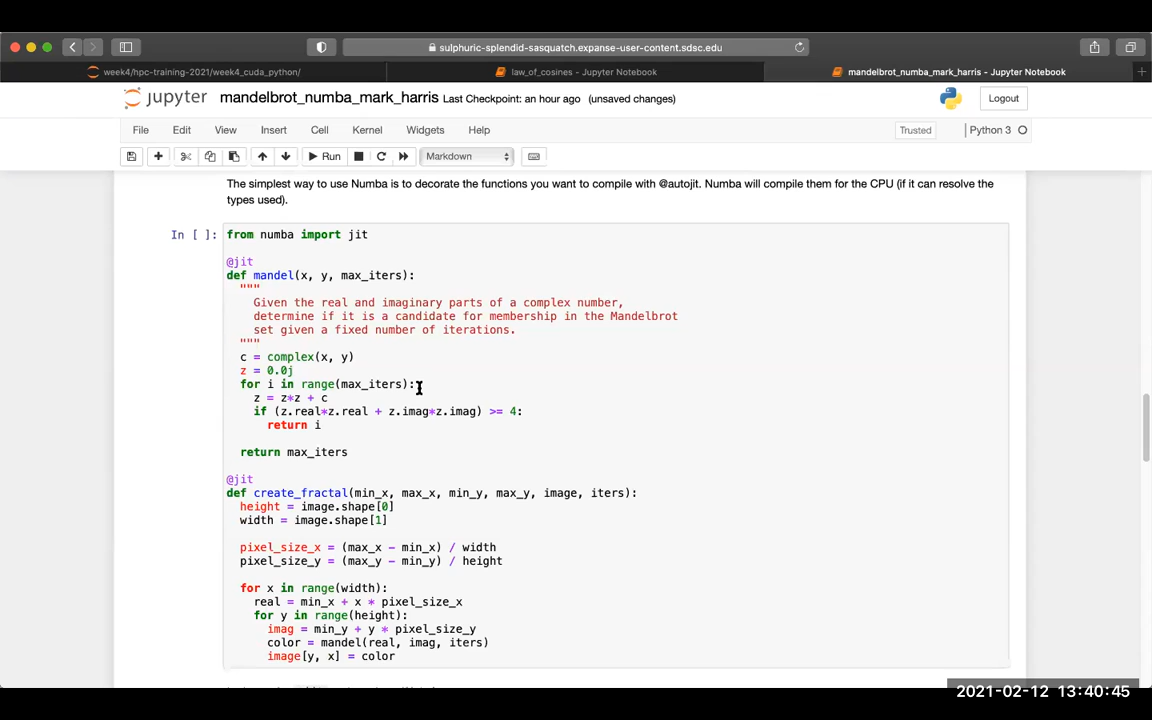 sulphuric-splendid-sasquatch.expanse-user-content.sdsc.edu
week4/hpc-training-2021/week4_cuda_python/
law_of_cosines - Jupyter Notebook
mandelbrot_numba_mark_harris - Jupyter Notebook
jupyter mandelbrot_numba_mark_harris Last Checkpoint: an hour ago (unsaved changes)
Logout
File Edit View Insert Cell Kernel Widgets Help
Trusted
Python 3
Run
Markdown
The simplest way to use Numba is to decorate the functions you want to compile with @autojit. Numba will compile them for the CPU (if it can resolve the
types used).
In [ ]:
from numba import jit
@jit
def mandel(x, y, max_iters):
"""
Given the real and imaginary parts of a complex number,
determine if it is a candidate for membership in the Mandelbrot
set given a fixed number of iterations.
"""
c = complex(x, y)
z = 0.0j
for i in range(max_iters):
z = z*z + c
if (z.real*z.real + z.imag*z.imag) >= 4:
return i
return max_iters
@jit
def create_fractal(min_x, max_x, min_y, max_y, image, iters):
height = image.shape[0]
width = image.shape[1]
pixel_size_x = (max_x - min_x) / width
pixel_size_y = (max_y - min_y) / height
for x in range(width):
real = min_x + x * pixel_size_x
for y in range(height):
imag = min_y + y * pixel_size_y
color = mandel(real, imag, iters)
image[y, x] = color
2021-02-12 13:40:45